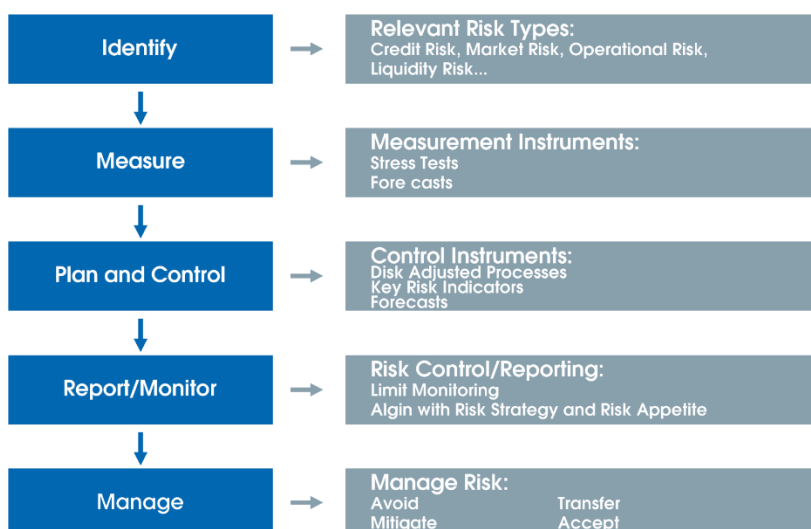 Identify
Relevant Risk Types:
Credit Risk, Market Risk, Operational Risk,
Liquidity Risk...
Measure
Measurement Instruments:
Stress Tests
Fore casts
Plan and Control
Control Instruments:
Disk Adjusted Processes
Key Risk Indicators
Forecasts
Report/Monitor
Risk Control/Reporting:
Limit Monitoring
Algin with Risk Strategy and Risk Appetite
Manage
Manage Risk:
Avoid Transfer
Mitigate Accept